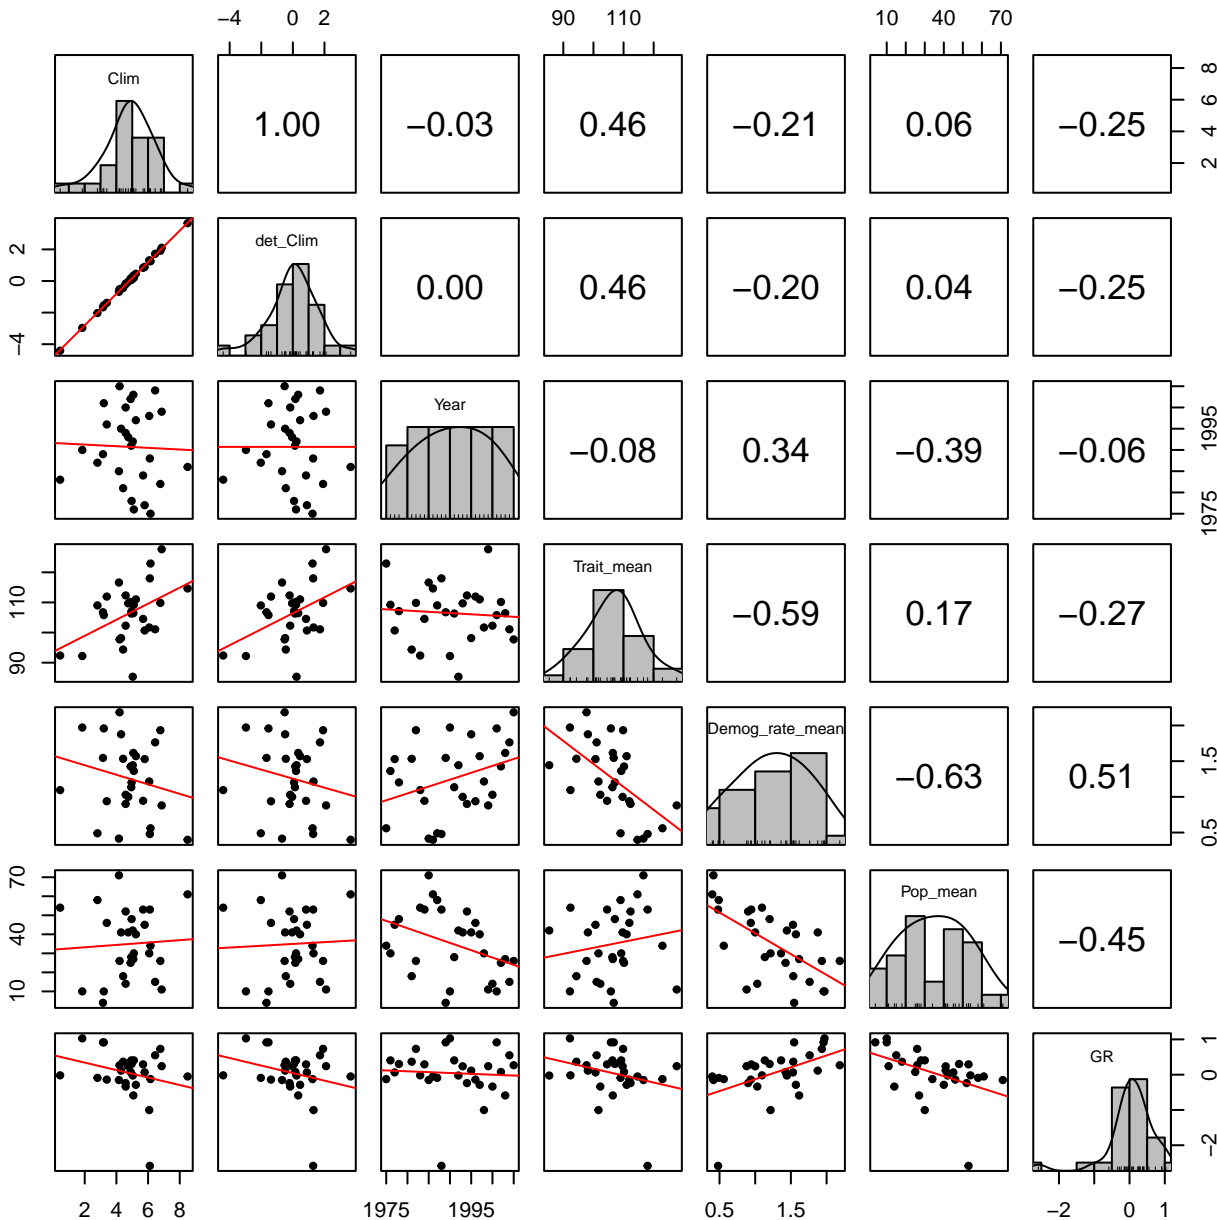 −4 0 2 90 110 10 40 70
Clim 1.00 −0.03 0.46 −0.21 0.06 −0.25 2 4 6 8
−4 0 2 det_Clim 0.00 0.46 −0.20 0.04 −0.25
Year −0.08 0.34 −0.39 −0.06 1975 1995
90 110 Trait_mean −0.59 0.17 −0.27
Demog_rate_mean −0.63 0.51 0.5 1.5
10 40 70 Pop_mean −0.45
GR −2 0 1
2 4 6 8 1975 1995 0.5 1.5 −2 0 1